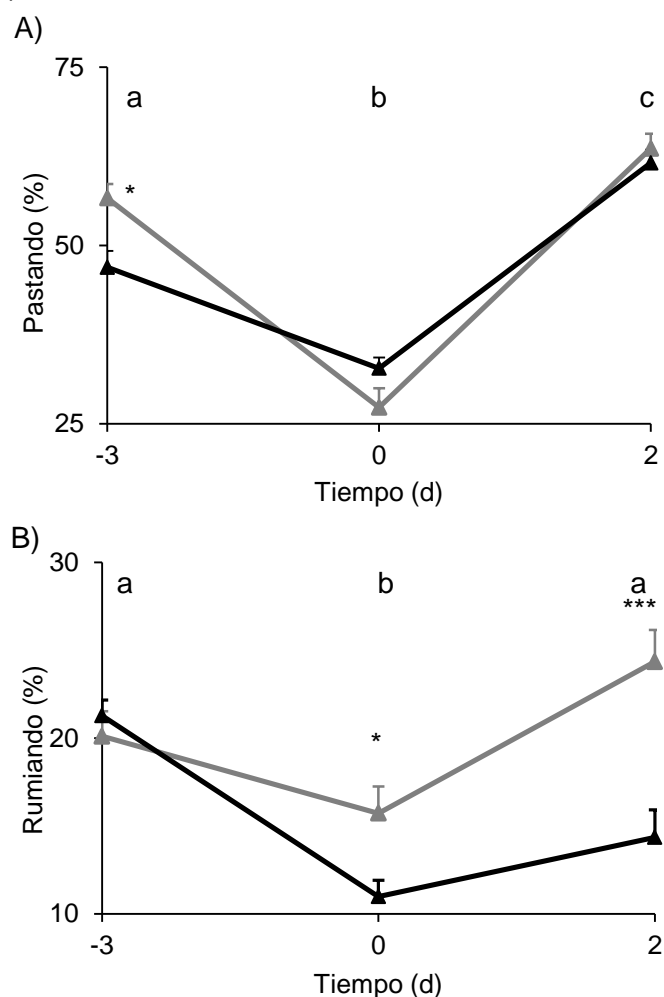 A)
75
a
b
c
*
50
Pastando (%)
25
-3
0
2
Tiempo (d)
B)
30
a
b
a
***
*
20
Rumiando (%)
10
-3
0
2
Tiempo (d)